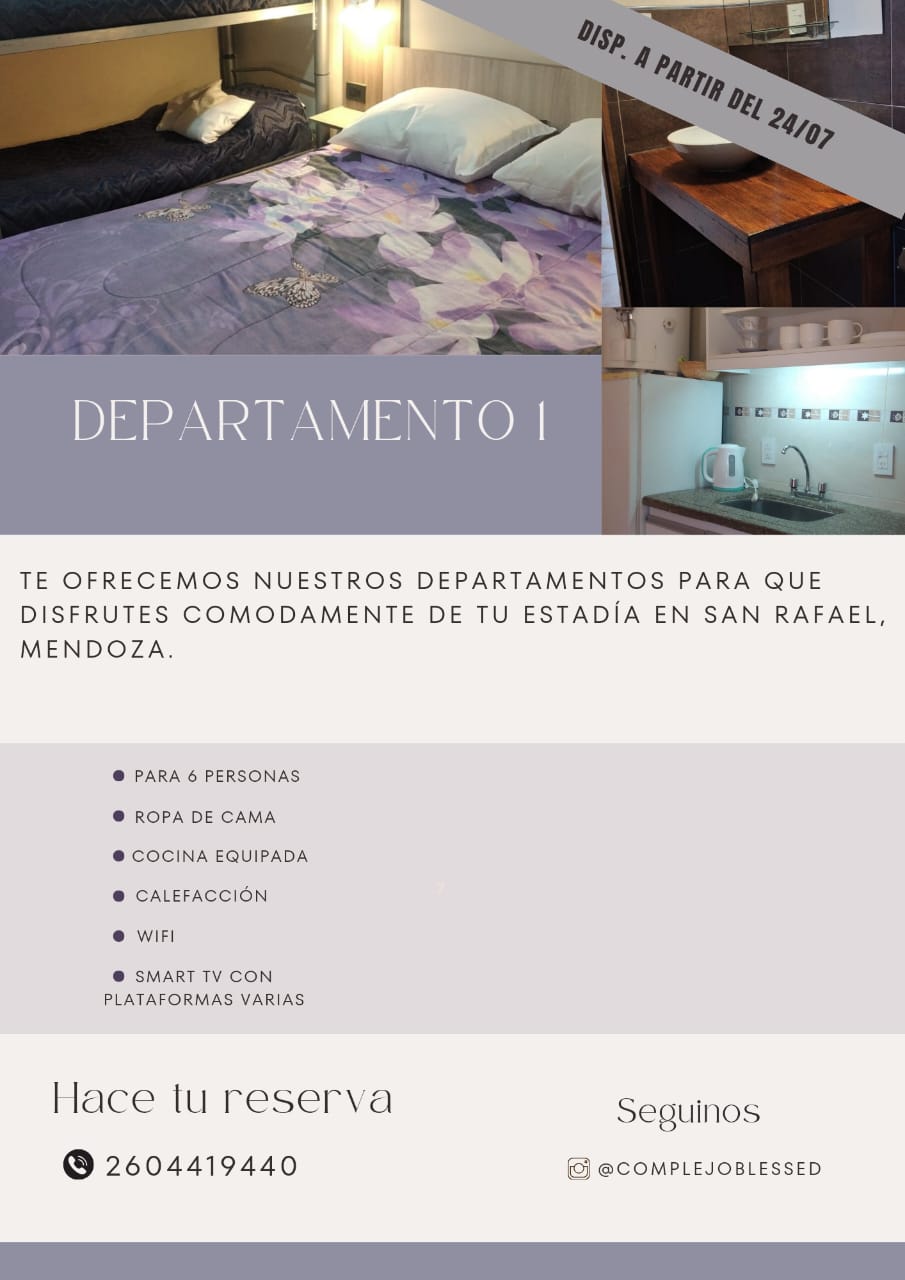 DISP. A PARTIR DEL 24/07
DEPARTAMENTO 1
TE OFRECEMOS NUESTROS DEPARTAMENTOS PARA QUE
DISFRUTES COMODAMENTE DE TU ESTADÍA EN SAN RAFAEL,
MENDOZA.
PARA 6 PERSONAS
ROPA DE CAMA
COCINA EQUIPADA
CALEFACCIÓN
WIFI
SMART TV CON
PLATAFORMAS VARIAS
Hace tu reserva
2604419440
Seguinos
@COMPLEJOBLESSED